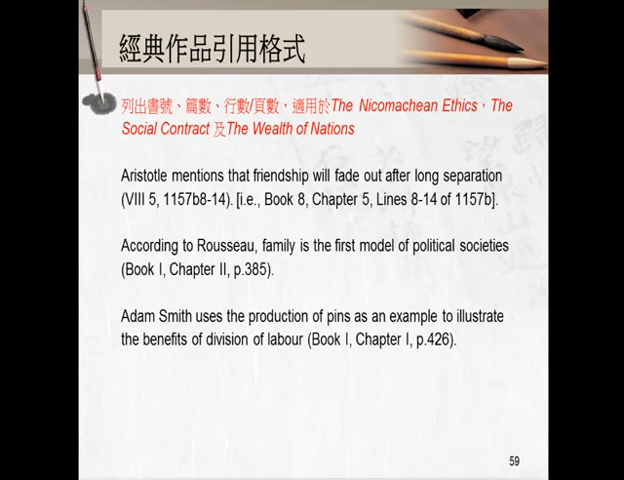 經典作品引用格式
列出書號、篇數、行數/頁數，適用於The Nicomachean Ethics，The
Social Contract 及The Wealth of Nations
Aristotle mentions that friendship will fade out after long separation
(VIII 5, 1157b8-14). [i.e., Book 8, Chapter 5, Lines 8-14 of 1157b].
According to Rousseau, family is the first model of political societies
(Book I, Chapter II, p.385).
Adam Smith uses the production of pins as an example to illustrate
the benefits of division of labour (Book I, Chapter I, p.426).
59